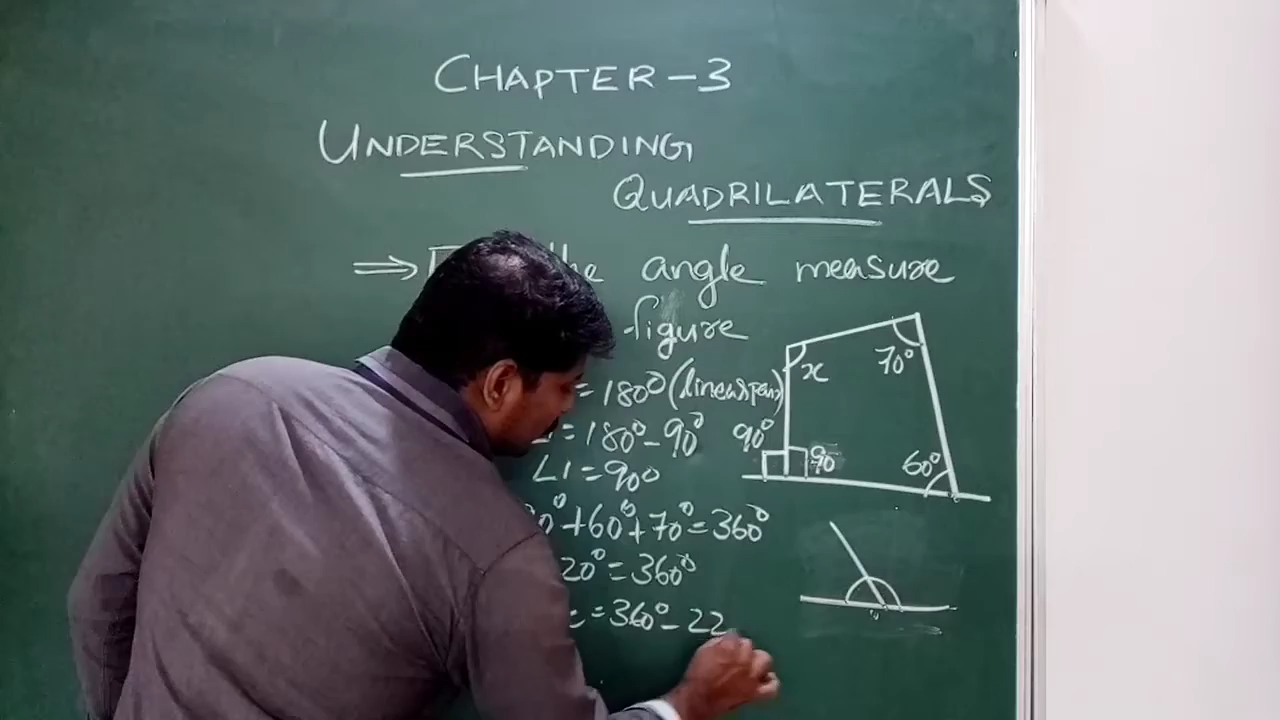 CHAPTER-3
UNDERSTANDING
QUADRILATERALS
⇒ the angle measure
figure
= 180° (linear pair)
= 180° - 90°
∠1 = 90°
+ 60° + 70° = 360°
20° = 360°
= 360° - 22
x
70°
90°
90
60°